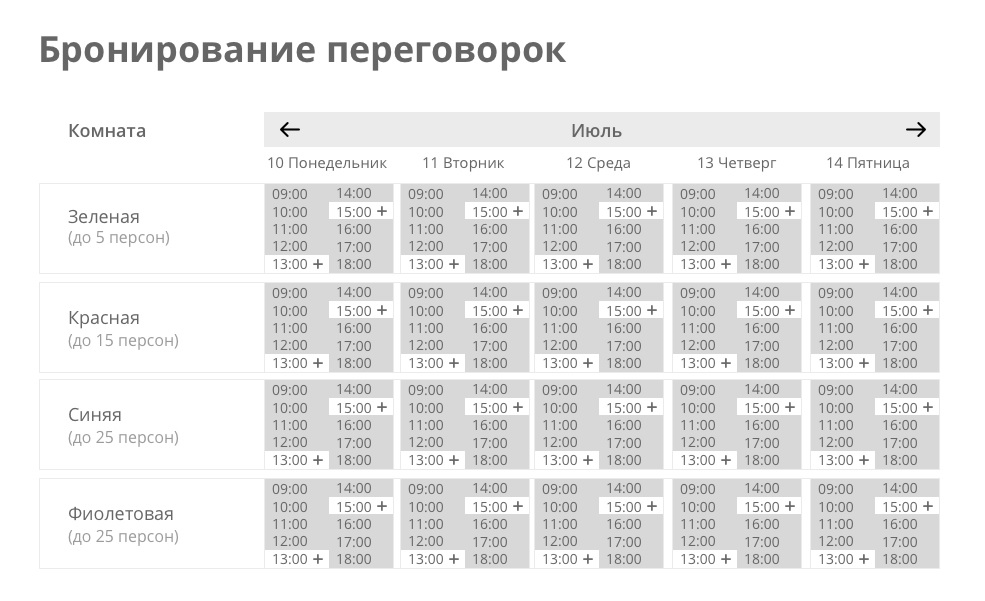 Бронирование переговорок
Комната
← Июль →
10 Понедельник 11 Вторник 12 Среда 13 Четверг 14 Пятница
Зеленая
(до 5 персон)
09:00 14:00 09:00 14:00 09:00 14:00 09:00 14:00 09:00 14:00
10:00 15:00 + 10:00 15:00 + 10:00 15:00 + 10:00 15:00 + 10:00 15:00 +
11:00 16:00 11:00 16:00 11:00 16:00 11:00 16:00 11:00 16:00
12:00 17:00 12:00 17:00 12:00 17:00 12:00 17:00 12:00 17:00
13:00 + 18:00 13:00 + 18:00 13:00 + 18:00 13:00 + 18:00 13:00 + 18:00
Красная
(до 15 персон)
09:00 14:00 09:00 14:00 09:00 14:00 09:00 14:00 09:00 14:00
10:00 15:00 + 10:00 15:00 + 10:00 15:00 + 10:00 15:00 + 10:00 15:00 +
11:00 16:00 11:00 16:00 11:00 16:00 11:00 16:00 11:00 16:00
12:00 17:00 12:00 17:00 12:00 17:00 12:00 17:00 12:00 17:00
13:00 + 18:00 13:00 + 18:00 13:00 + 18:00 13:00 + 18:00 13:00 + 18:00
Синяя
(до 25 персон)
09:00 14:00 09:00 14:00 09:00 14:00 09:00 14:00 09:00 14:00
10:00 15:00 + 10:00 15:00 + 10:00 15:00 + 10:00 15:00 + 10:00 15:00 +
11:00 16:00 11:00 16:00 11:00 16:00 11:00 16:00 11:00 16:00
12:00 17:00 12:00 17:00 12:00 17:00 12:00 17:00 12:00 17:00
13:00 + 18:00 13:00 + 18:00 13:00 + 18:00 13:00 + 18:00 13:00 + 18:00
Фиолетовая
(до 25 персон)
09:00 14:00 09:00 14:00 09:00 14:00 09:00 14:00 09:00 14:00
10:00 15:00 + 10:00 15:00 + 10:00 15:00 + 10:00 15:00 + 10:00 15:00 +
11:00 16:00 11:00 16:00 11:00 16:00 11:00 16:00 11:00 16:00
12:00 17:00 12:00 17:00 12:00 17:00 12:00 17:00 12:00 17:00
13:00 + 18:00 13:00 + 18:00 13:00 + 18:00 13:00 + 18:00 13:00 + 18:00